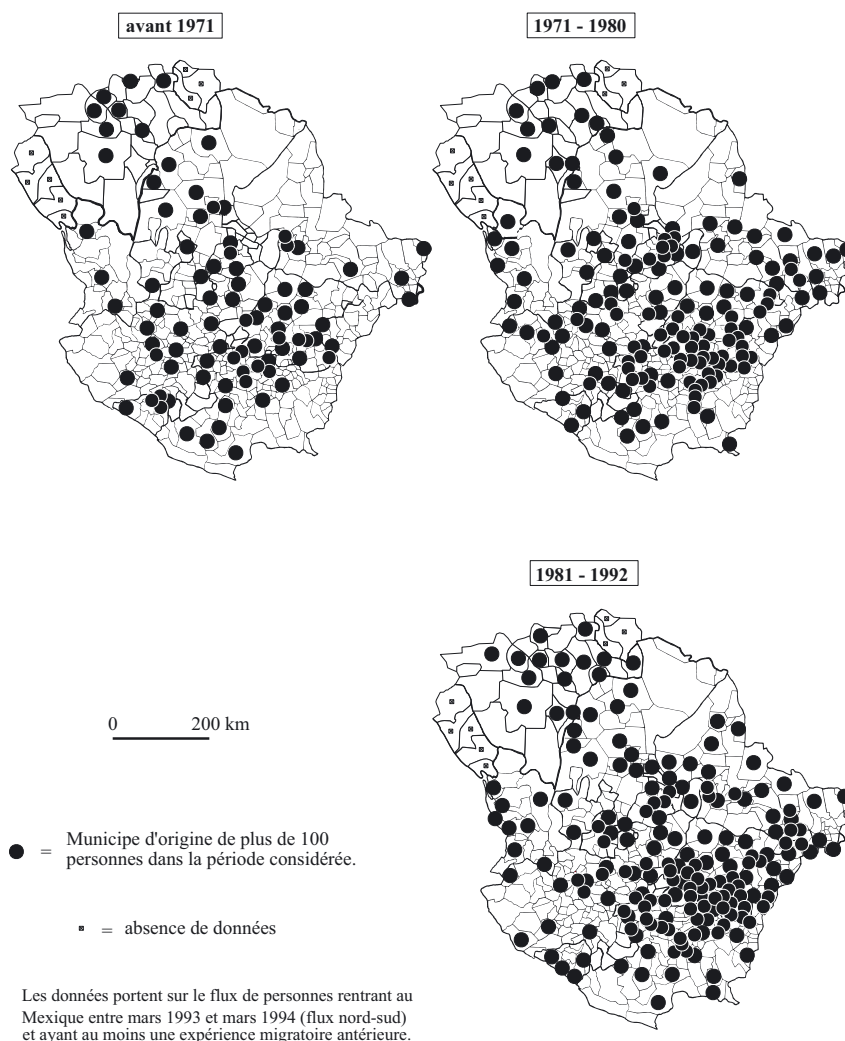 avant 1971
1971 - 1980
1981 - 1992
0 200 km
= Municipe d'origine de plus de 100
personnes dans la période considérée.
= absence de données
Les données portent sur le flux de personnes rentrant au
Mexique entre mars 1993 et mars 1994 (flux nord-sud)
et ayant au moins une expérience migratoire antérieure.